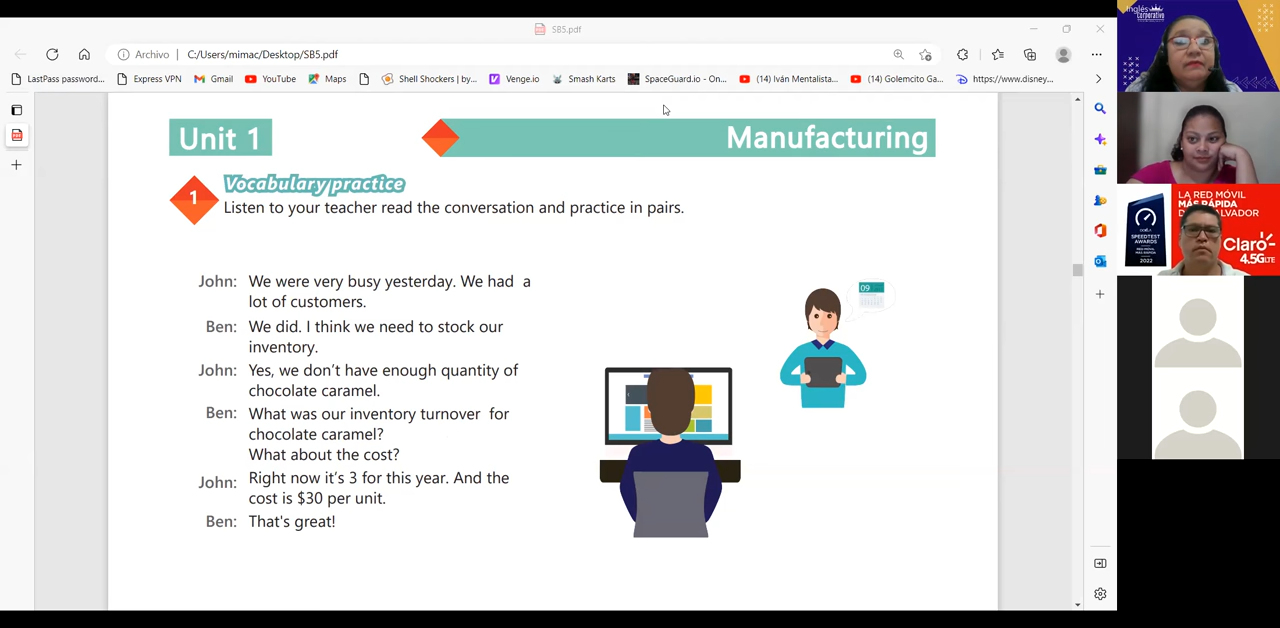 SB5.pdf
Archivo
C:/Users/mimac/Desktop/SB5.pdf
LastPass password...
Express VPN
Gmail
YouTube
Maps
Shell Shockers | by...
Venge.io
Smash Karts
SpaceGuard.io - On...
(14) Iván Mentalista...
(14) Golemcito Ga...
https://www.disney...
Unit 1
Manufacturing
1
Vocabulary practice
Listen to your teacher read the conversation and practice in pairs.
John: We were very busy yesterday. We had a
lot of customers.
Ben: We did. I think we need to stock our
inventory.
John: Yes, we don't have enough quantity of
chocolate caramel.
Ben: What was our inventory turnover for
chocolate caramel?
What about the cost?
John: Right now it's 3 for this year. And the
cost is $30 per unit.
Ben: That's great!
09
Inglés
Corporativo
SPEEDTEST
AWARDS
2022
LA RED MÓVIL
MÁS RÁPIDA
Claro
4.5G LTE